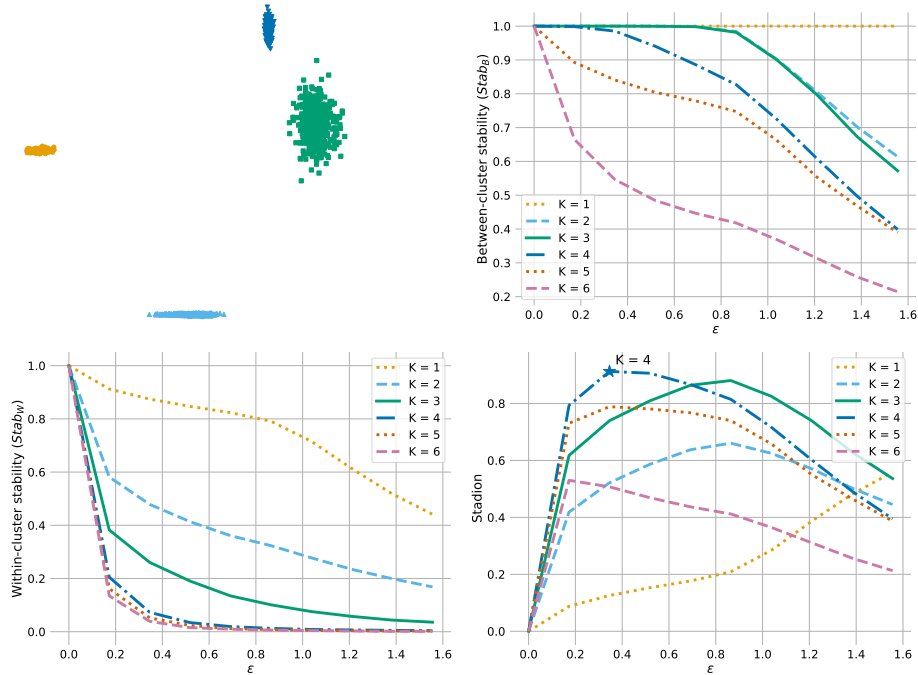 1.0
0.9
0.8
0.7
0.6
0.5
0.4
0.3
0.2
Between-cluster stability (Stab_B)
K = 1
K = 2
K = 3
K = 4
K = 5
K = 6
0.0 0.2 0.4 0.6 0.8 1.0 1.2 1.4 1.6
ε
1.0
0.8
0.6
0.4
0.2
0.0
Within-cluster stability (Stab_W)
K = 1
K = 2
K = 3
K = 4
K = 5
K = 6
0.0 0.2 0.4 0.6 0.8 1.0 1.2 1.4 1.6
ε
K = 4
0.8
0.6
0.4
0.2
0.0
Stadion
K = 1
K = 2
K = 3
K = 4
K = 5
K = 6
0.0 0.2 0.4 0.6 0.8 1.0 1.2 1.4 1.6
ε